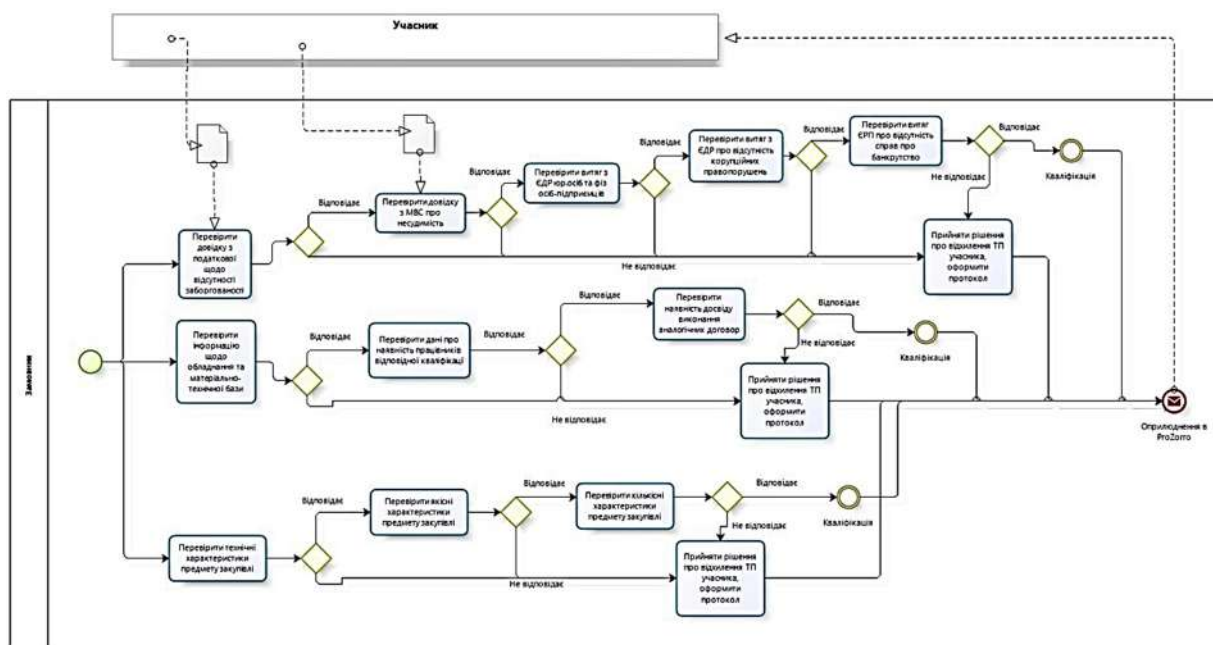 Учасник
Замовник
Перевірити
довідку з
податкової
щодо
відсутності
заборгованості
Відповідає
Перевірити довідку
з МВС про
несудимість
Відповідає
Перевірити витяг з
ЄДР юр.осіб та фіз
осіб-підприємців
Відповідає
Перевірити витяг з
ЄДР про відсутність
корупційних
правопорушень
Відповідає
Перевірити витяг
ЄРП про відсутність
справ про
банкрутство
Відповідає
Кваліфікація
Не відповідає
Не відповідає
Прийняти рішення
про відхилення ТП
учасника,
оформити
протокол
Перевірити
інформацію
щодо
обладнання та
матеріально-
технічної бази
Відповідає
Перевірити дані про
наявність працівників
відповідної кваліфікації
Відповідає
Відповідає
Перевірити
наявність досвіду
виконання
аналогічних договор
Відповідає
Кваліфікація
Не відповідає
Не відповідає
Прийняти рішення
про відхилення ТП
учасника,
оформити
протокол
Оприлюднення в
ProZorro
Перевірити технічні
характеристики
предмету закупівлі
Відповідає
Перевірити якісні
характеристики
предмету закупівлі
Відповідає
Перевірити кількісні
характеристики
предмету закупівлі
Відповідає
Кваліфікація
Не відповідає
Не відповідає
Прийняти рішення
про відхилення ТП
учасника,
оформити
протокол